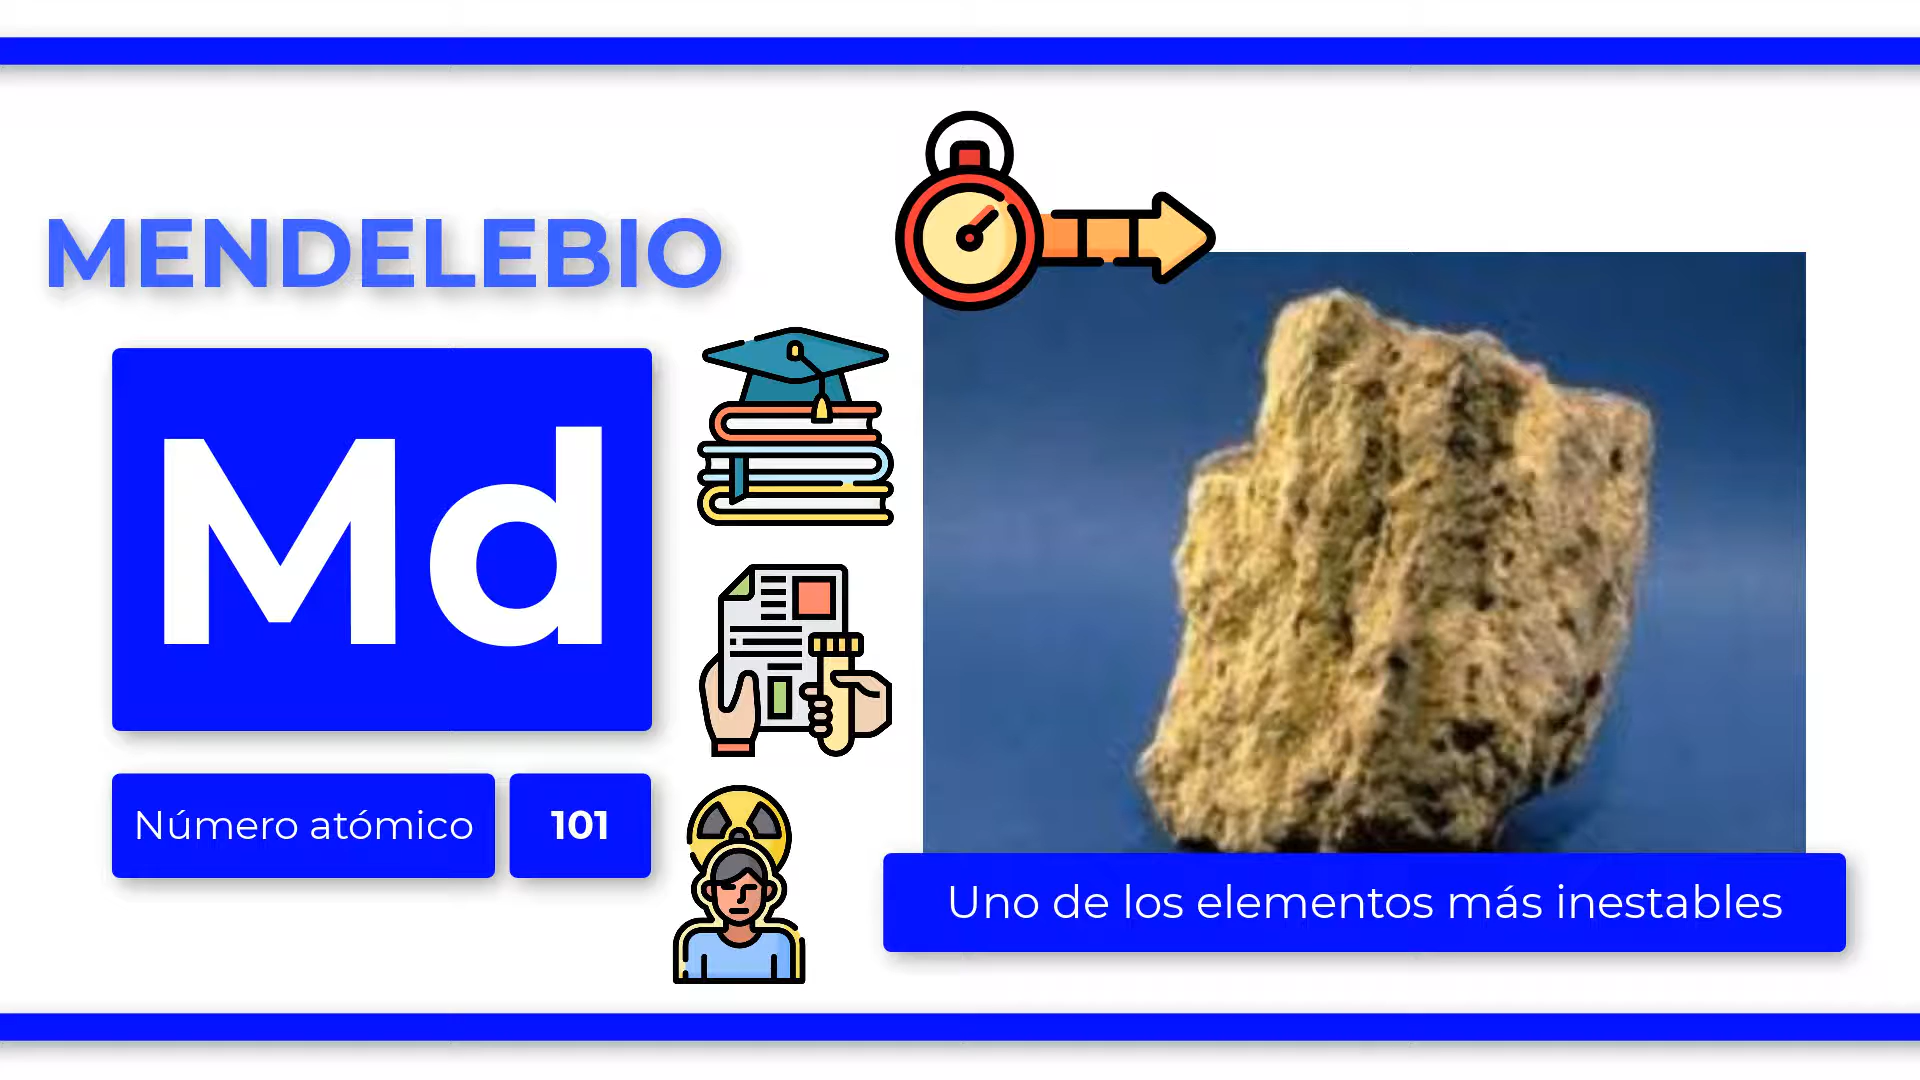 MENDELEBIO
Md
Número atómico
101
Uno de los elementos más inestables